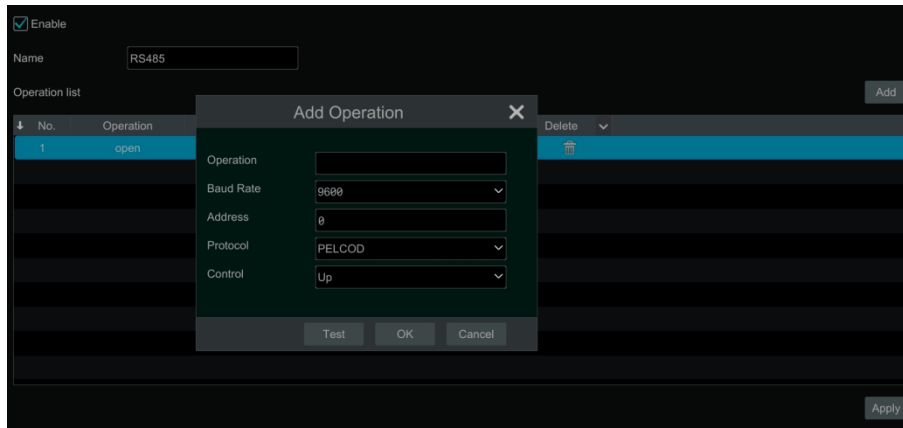 Enable
Name RS485
Operation list Add
Add Operation
No. Operation Delete
1 open
Operation
Baud Rate 9600
Address 0
Protocol PELCOD
Control Up
Test OK Cancel
Apply